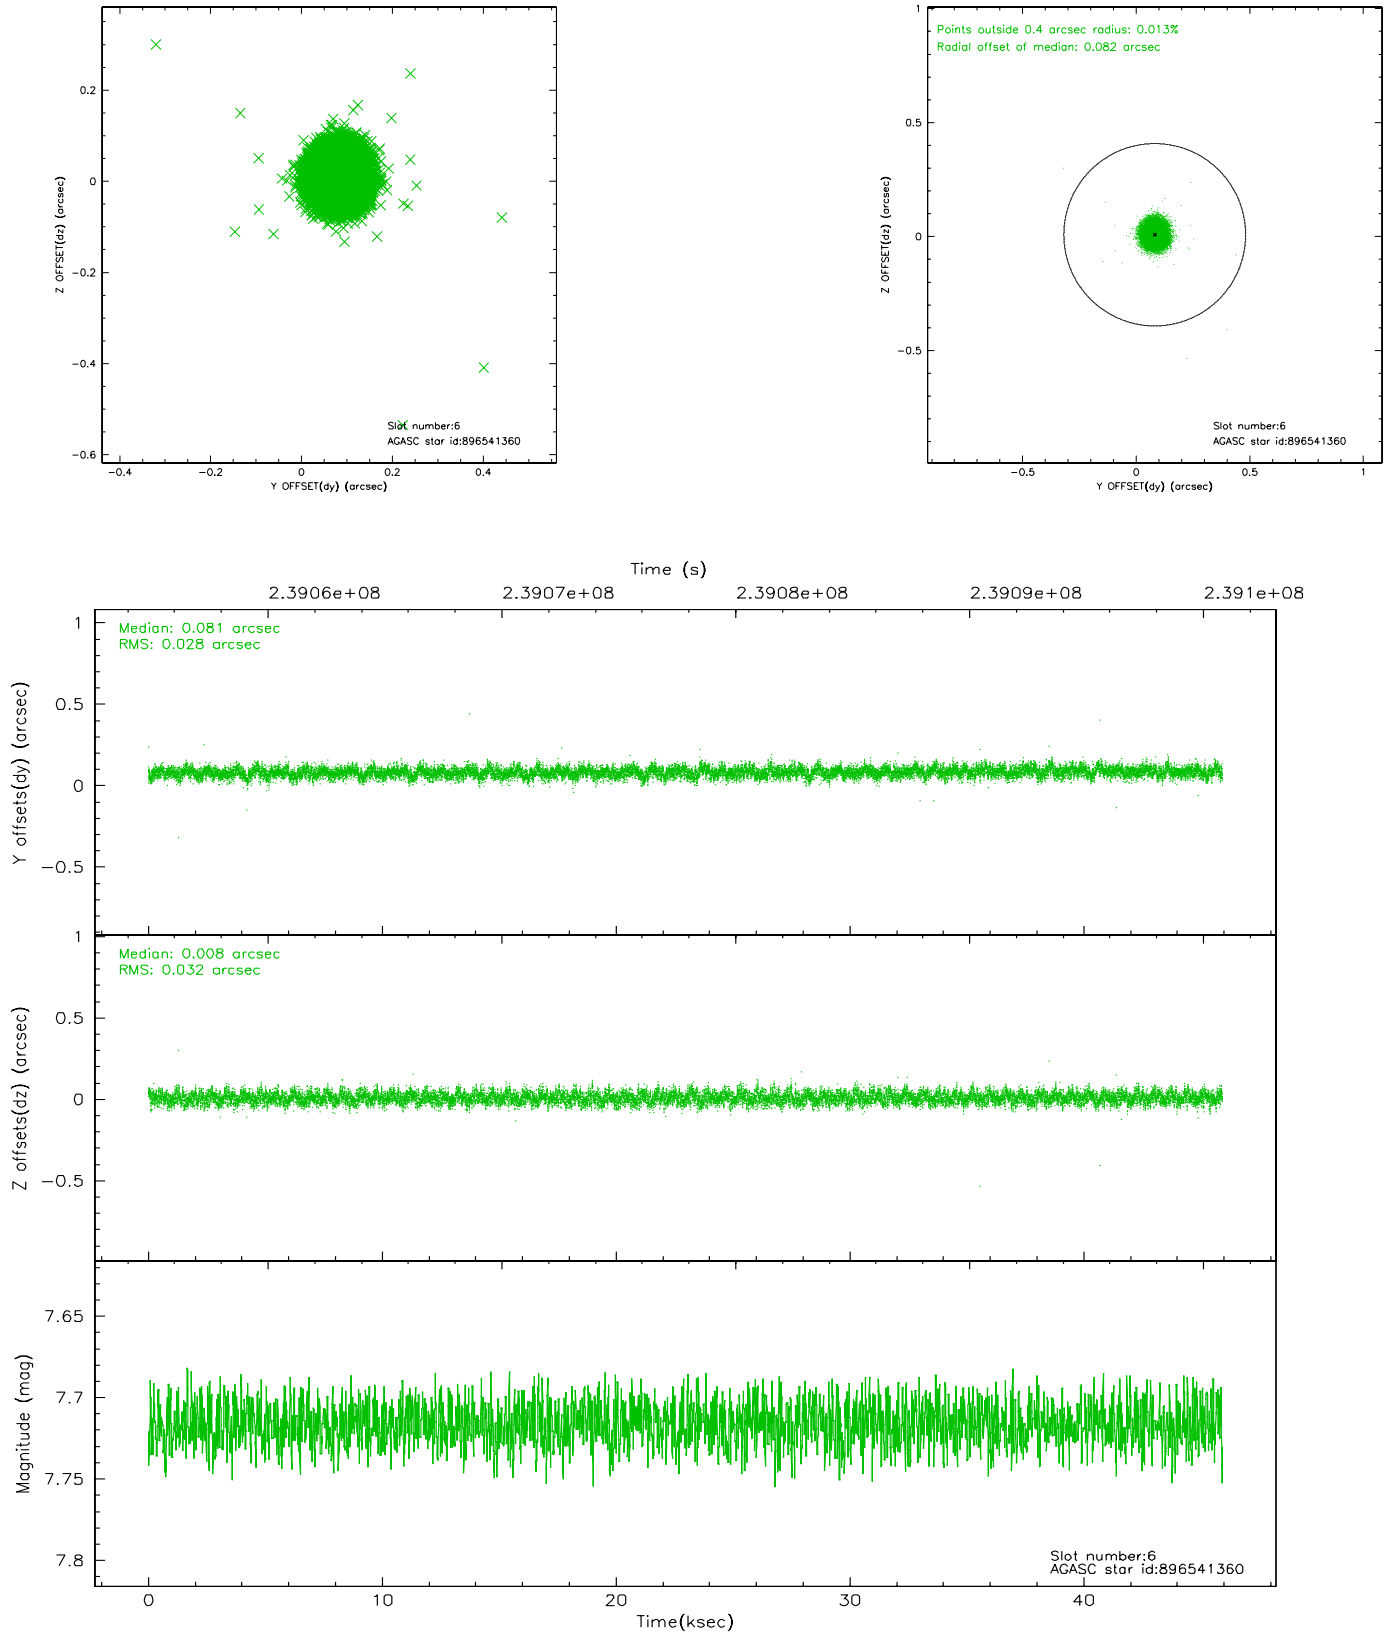 0.2
0
−0.2
−0.4
−0.6
Z OFFSET(dz) (arcsec)
Slot number:6
AGASC star id:896541360
−0.4
−0.2
0
0.2
0.4
Y OFFSET(dy) (arcsec)
Points outside 0.4 arcsec radius: 0.013%
Radial offset of median: 0.082 arcsec
1
0.5
0
−0.5
Z OFFSET(dz) (arcsec)
Slot number:6
AGASC star id:896541360
−0.5
0
0.5
1
Y OFFSET(dy) (arcsec)
Time (s)
2.3906e+08
2.3907e+08
2.3908e+08
2.3909e+08
2.391e+08
Median: 0.081 arcsec
RMS: 0.028 arcsec
1
0.5
0
−0.5
Y offsets(dy) (arcsec)
Median: 0.008 arcsec
RMS: 0.032 arcsec
1
0.5
0
−0.5
Z offsets(dz) (arcsec)
7.65
7.7
7.75
7.8
Magnitude (mag)
Slot number:6
AGASC star id:896541360
0
10
20
30
40
Time(ksec)